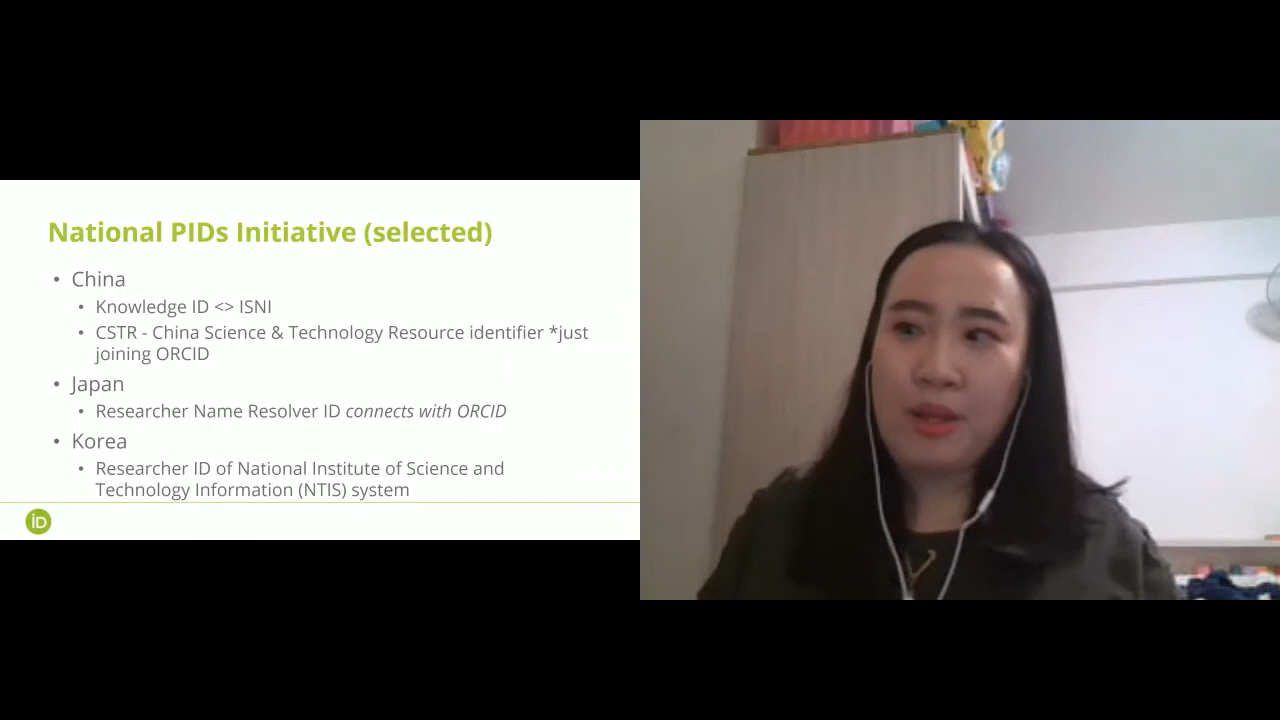 National PIDs Initiative (selected)
• China
• Knowledge ID <> ISNI
• CSTR - China Science & Technology Resource identifier *just
joining ORCID
• Japan
• Researcher Name Resolver ID connects with ORCID
• Korea
• Researcher ID of National Institute of Science and
Technology Information (NTIS) system
iD